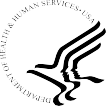 DEPARTMENT OF HEALTH & HUMAN SERVICES • USA